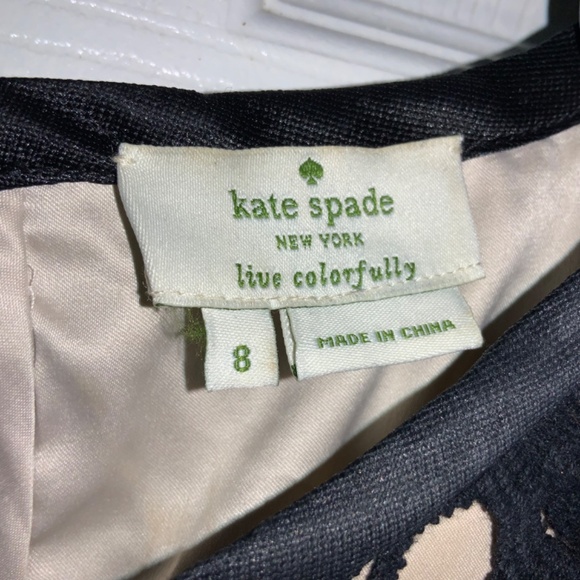 kate spade
NEW YORK
live colorfully
8
MADE IN CHINA